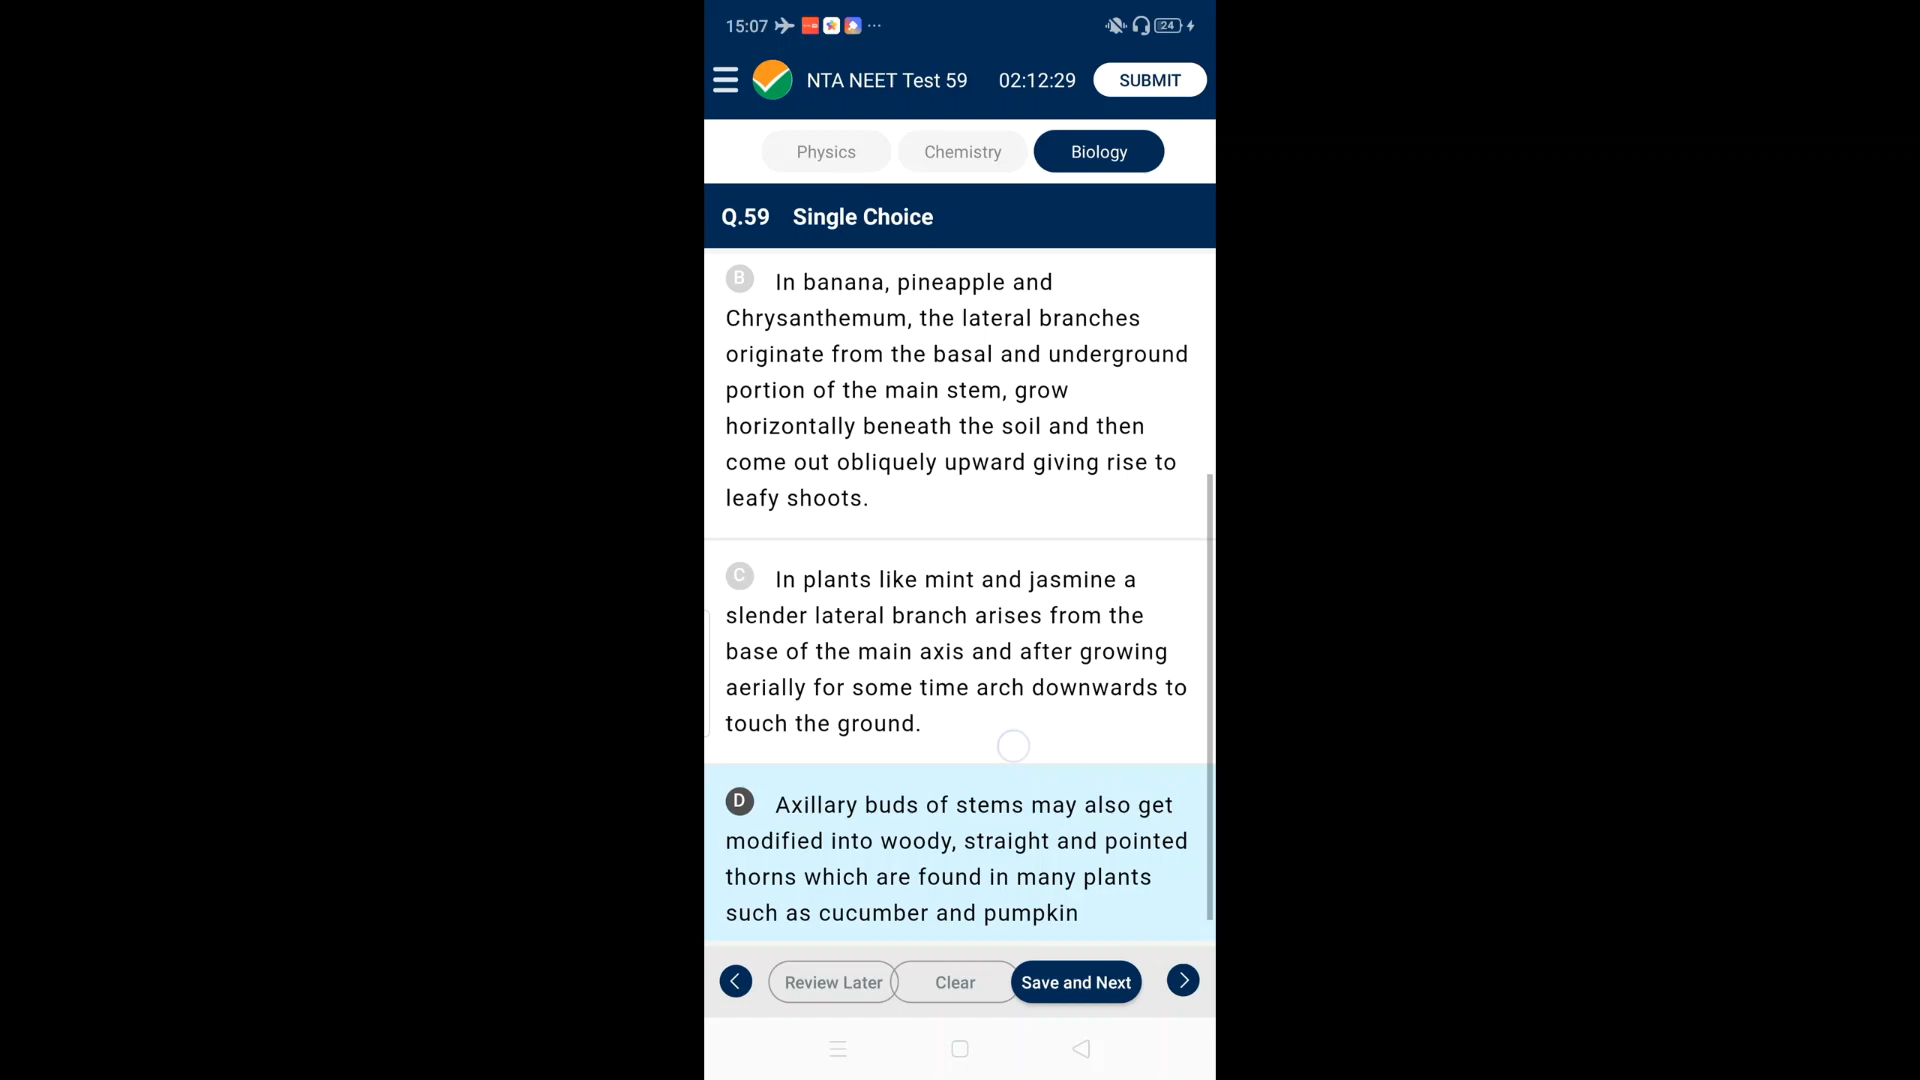 15:07
24
NTA NEET Test 59
02:12:29
SUBMIT
Physics
Chemistry
Biology
Q.59 Single Choice
B In banana, pineapple and
Chrysanthemum, the lateral branches
originate from the basal and underground
portion of the main stem, grow
horizontally beneath the soil and then
come out obliquely upward giving rise to
leafy shoots.
C In plants like mint and jasmine a
slender lateral branch arises from the
base of the main axis and after growing
aerially for some time arch downwards to
touch the ground.
D Axillary buds of stems may also get
modified into woody, straight and pointed
thorns which are found in many plants
such as cucumber and pumpkin
Review Later
Clear
Save and Next